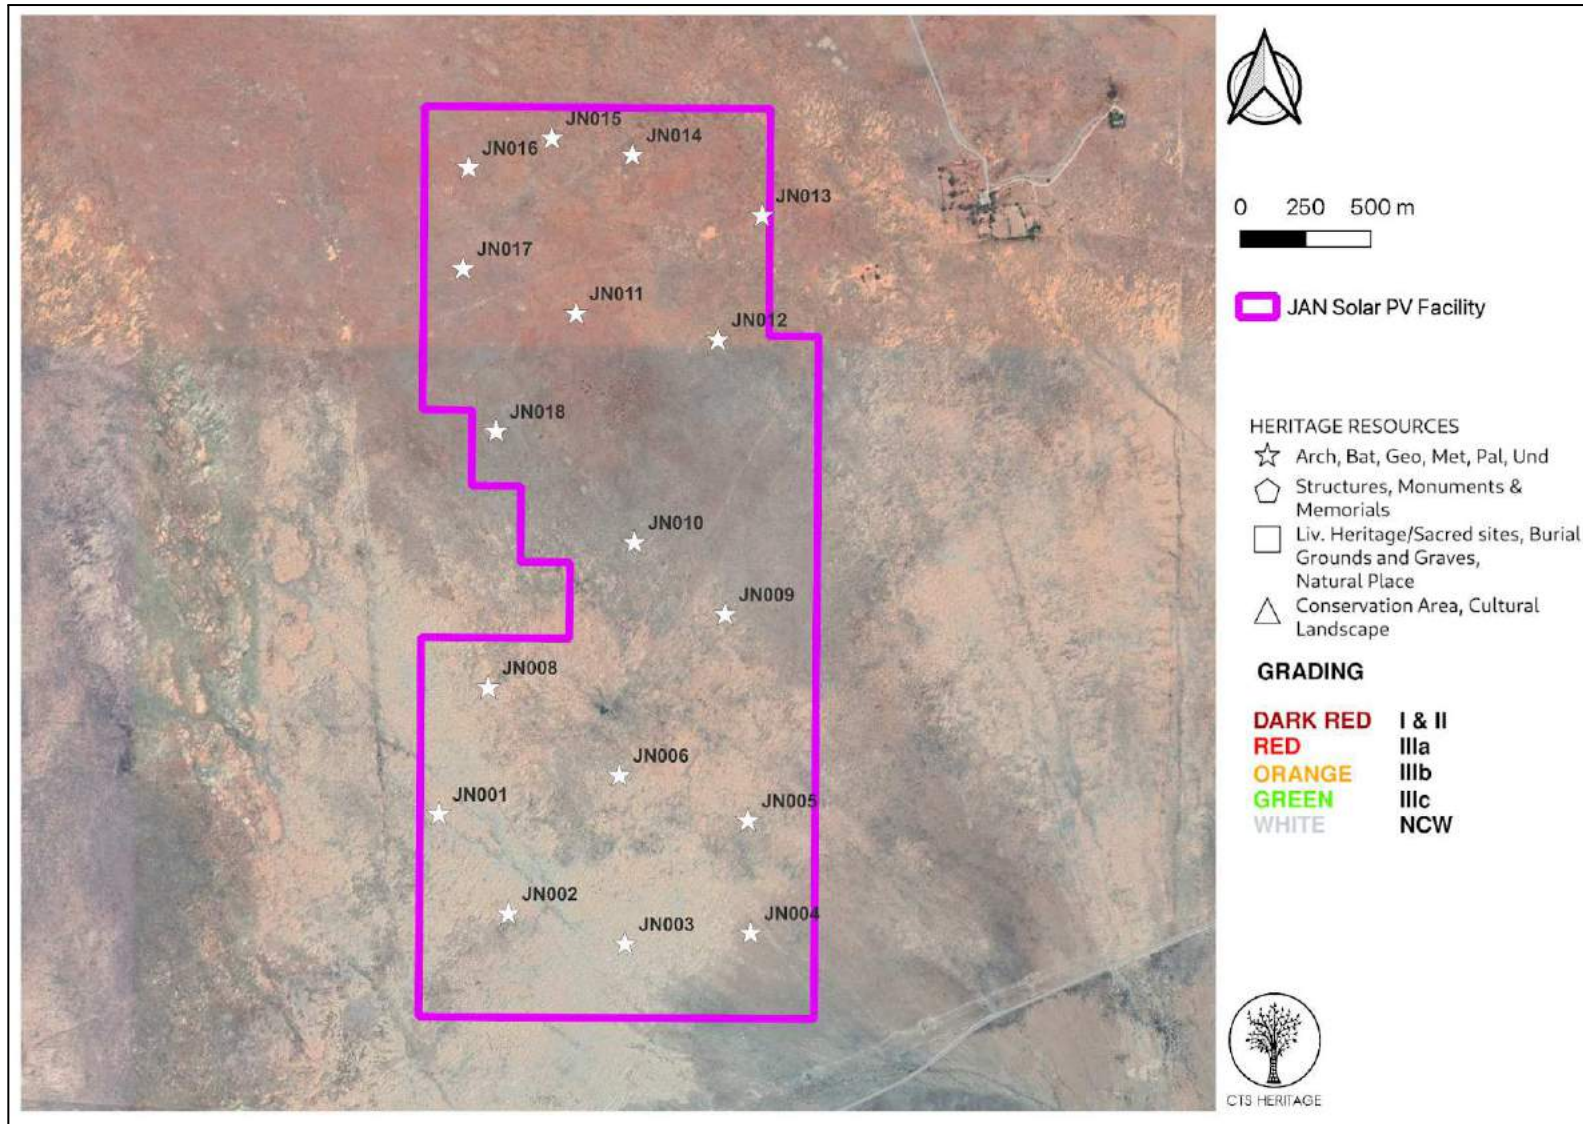 JN015
JN014
JN016
JN013
JN017
JN011
JN012
JN018
JN010
JN009
JN008
JN006
JN001
JN005
JN002
JN004
JN003
0 250 500 m
JAN Solar PV Facility
HERITAGE RESOURCES
Arch, Bat, Geo, Met, Pal, Und
Structures, Monuments &
Memorials
Liv. Heritage/Sacred sites, Burial
Grounds and Graves,
Natural Place
Conservation Area, Cultural
Landscape
GRADING
DARK RED I & II
RED IIIa
ORANGE IIIb
GREEN IIIc
WHITE NCW
CTS HERITAGE